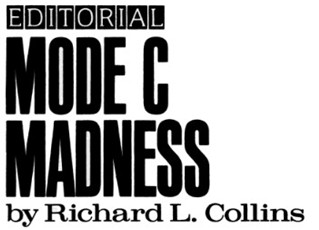 EDITORIAL
MODE C
MADNESS
by Richard L. Collins